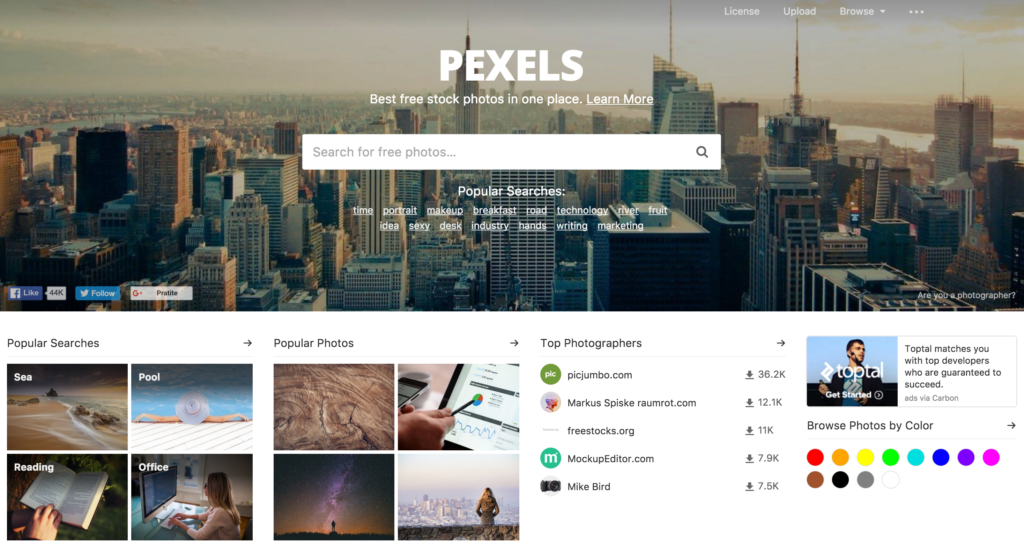 License Upload Browse
PEXELS
Best free stock photos in one place. Learn More
Search for free photos...
Popular Searches:
time portrait makeup breakfast road technology river fruit
idea sexy desk industry hands writing marketing
Like 44K Follow G+ Pratite
Are you a photographer?
Popular Searches
Sea
Pool
Reading
Office
Popular Photos
Top Photographers
pic picjumbo.com 36.2K
Markus Spiske raumrot.com 12.1K
freestocks.org 11K
m MockupEditor.com 7.9K
Mike Bird 7.5K
toptal
Get Started
Toptal matches you
with top developers
who are guaranteed to
succeed.
ads via Carbon
Browse Photos by Color